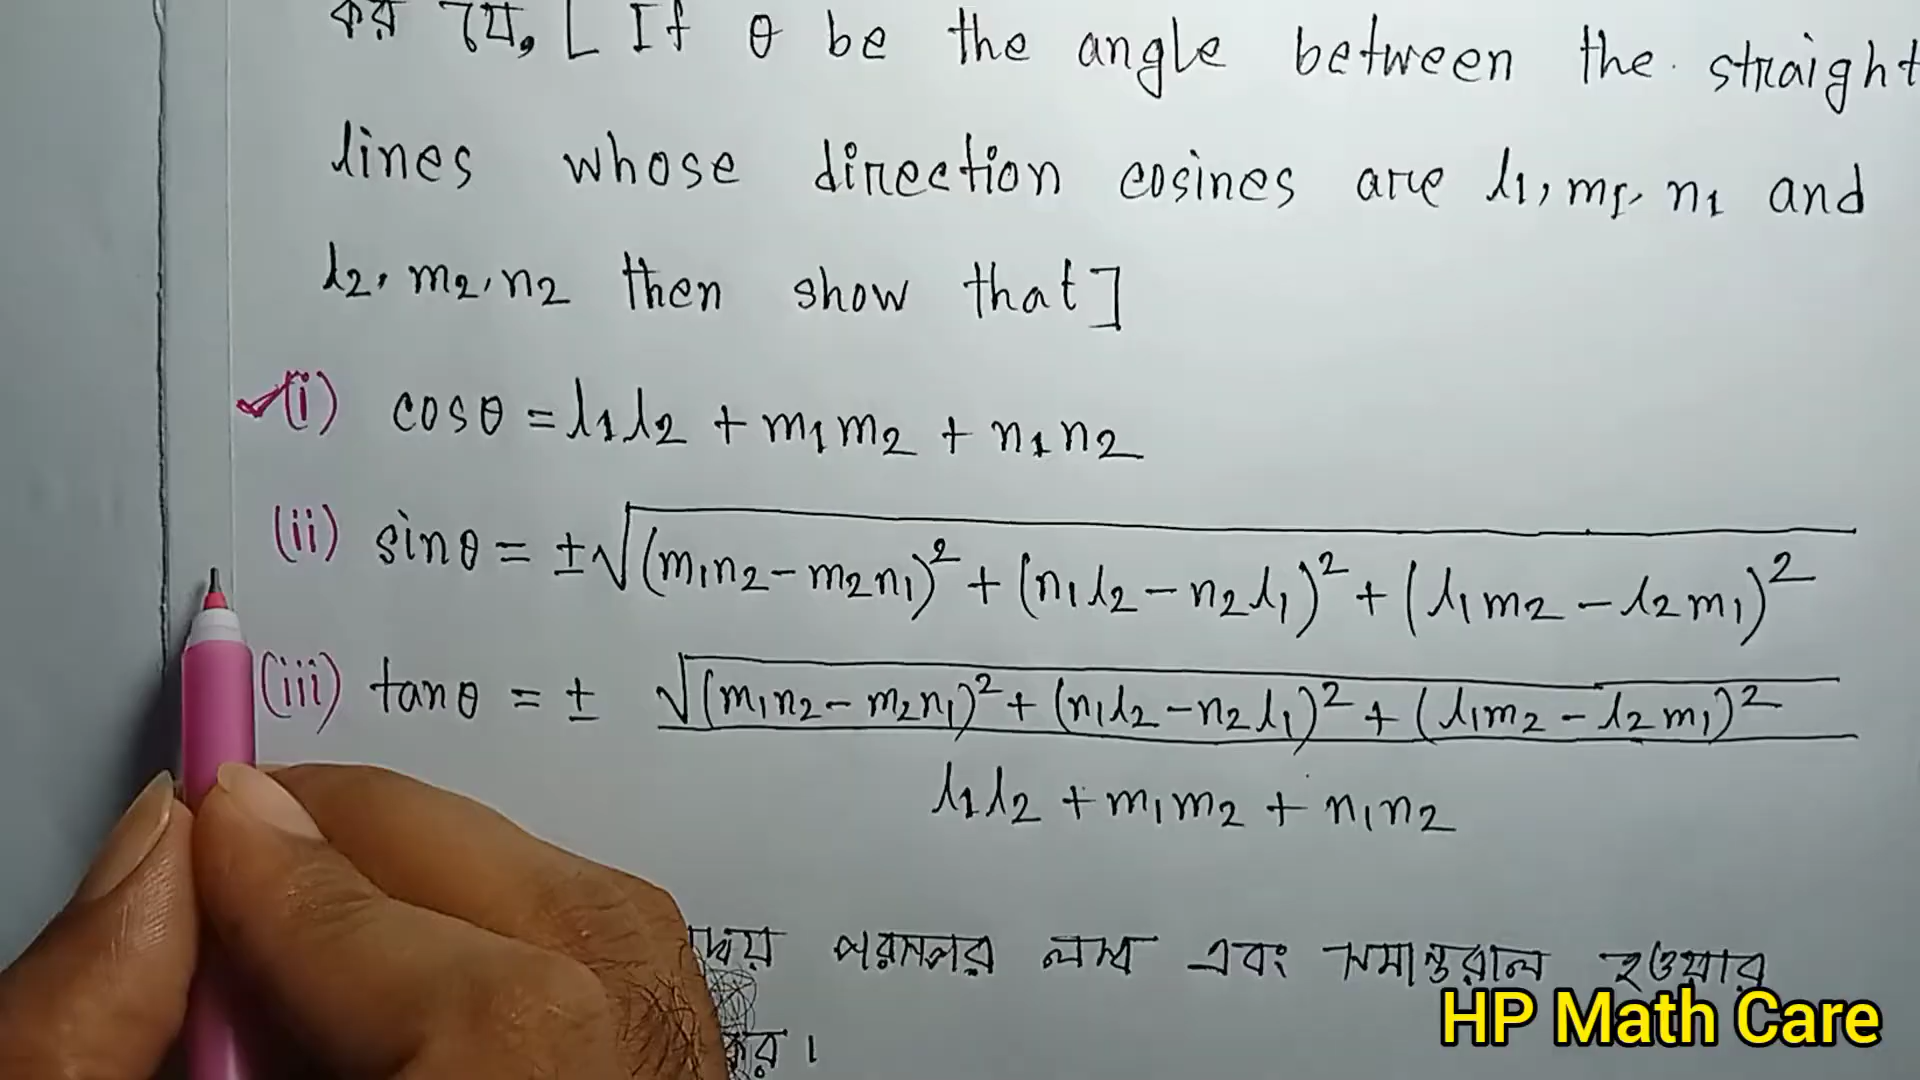 কর যে, [ If θ be the angle between the straight
lines whose direction cosines are l1, m1, n1 and
l2, m2, n2 then show that]
(i) cosθ = l1l2 + m1m2 + n1n2
(ii) sinθ = ±√(m1n2 - m2n1)² + (n1l2 - n2l1)² + (l1m2 - l2m1)²
(iii) tanθ = ± √(m1n2 - m2n1)² + (n1l2 - n2l1)² + (l1m2 - l2m1)²
l1l2 + m1m2 + n1n2
পরস্পর লম্ব এবং সমান্তরাল হওয়ার
কর ।
HP Math Care